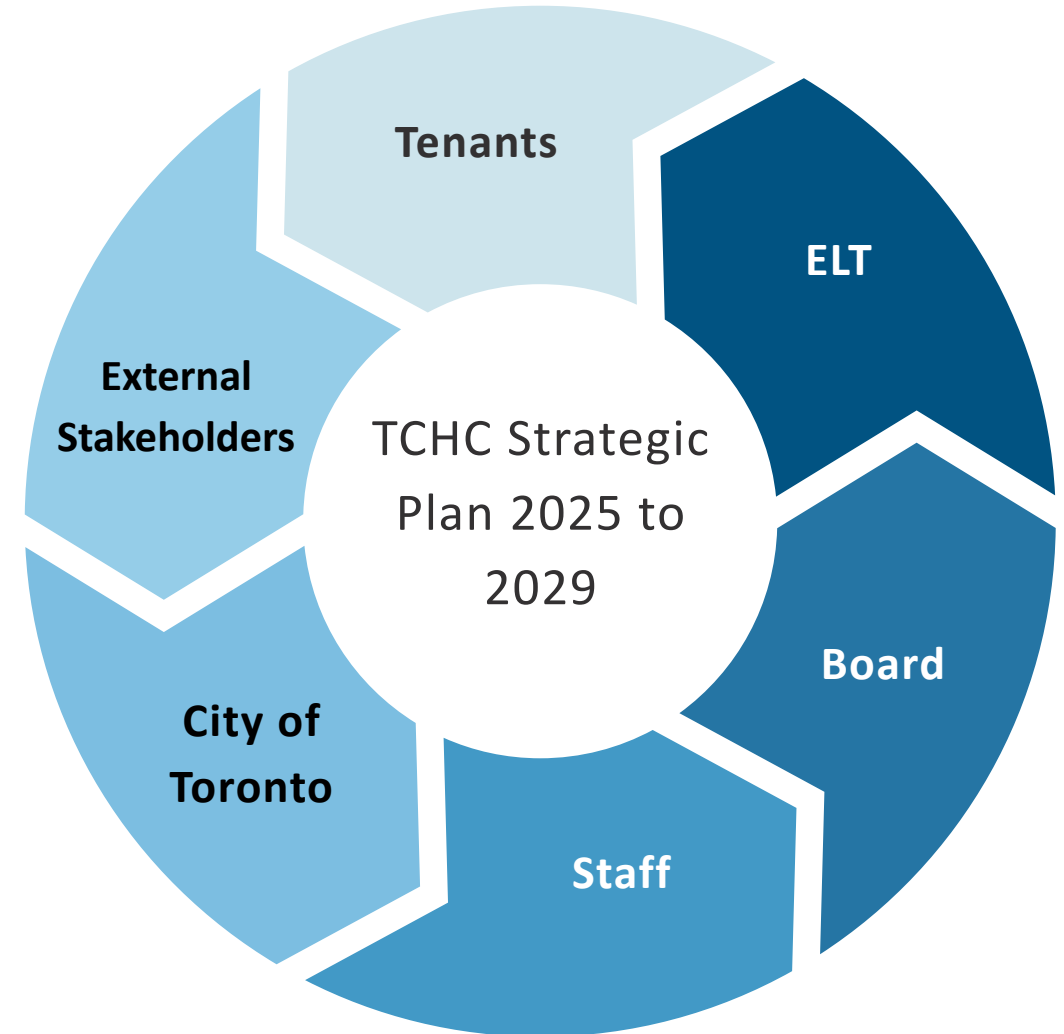 Tenants
ELT
External
Stakeholders
TCHC Strategic
Plan 2025 to
2029
Board
City of
Toronto
Staff